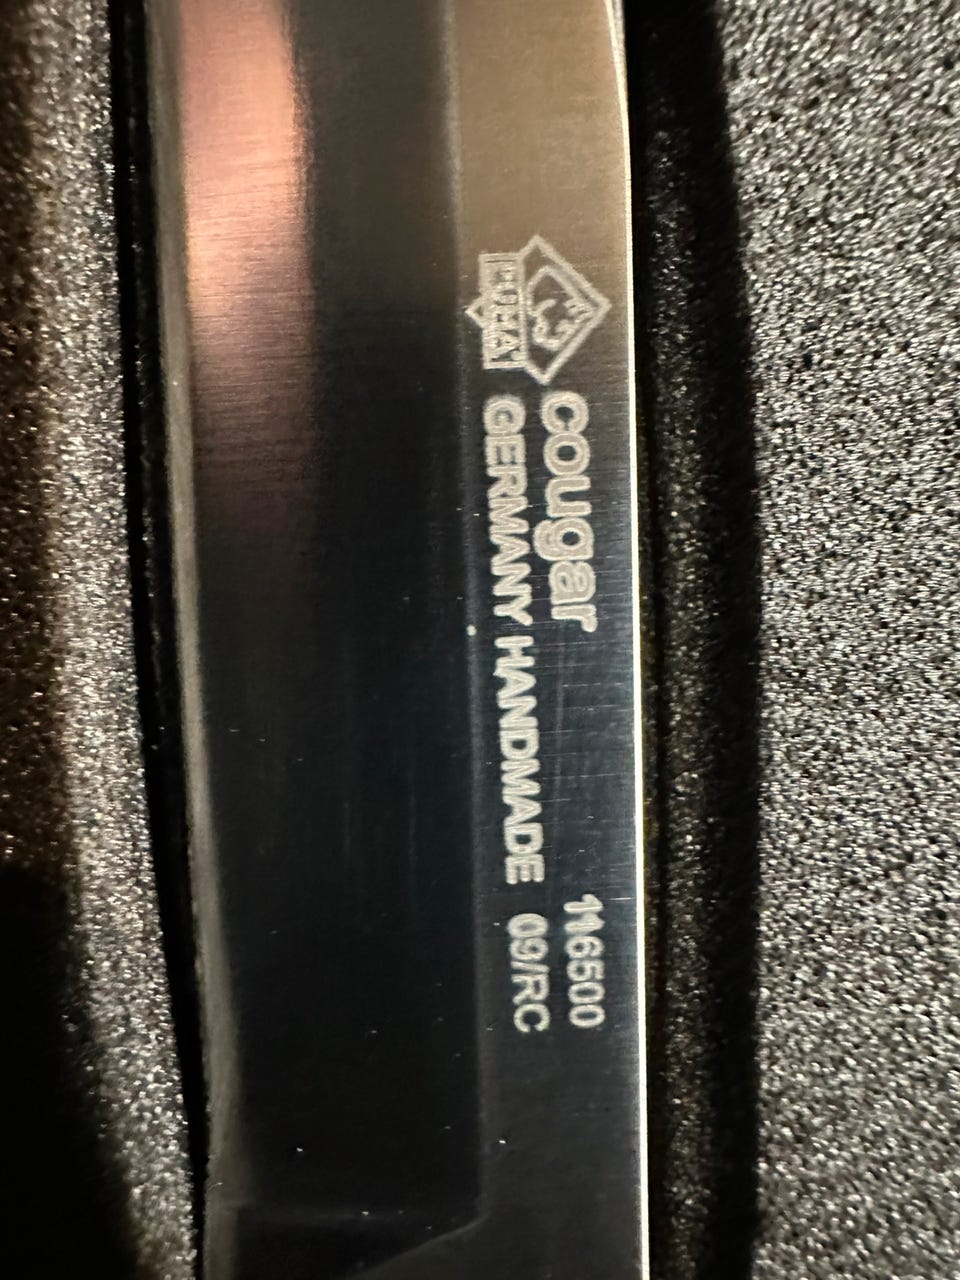 PUMA
cougar 116500
GERMANY HANDMADE 09/RC